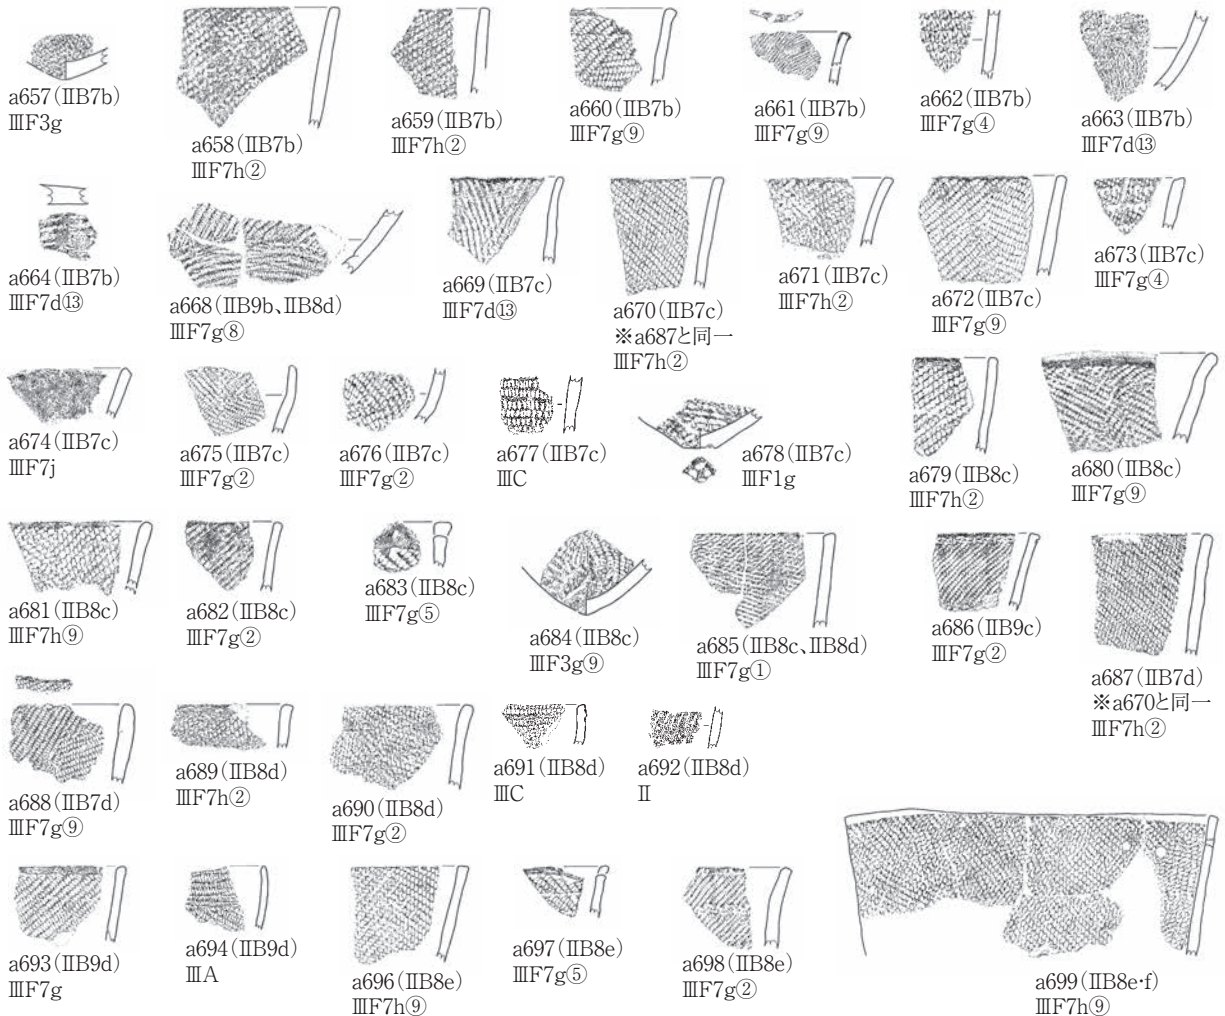 a657(ⅡB7b)
ⅢF3g
a658(ⅡB7b)
ⅢF7h②
a659(ⅡB7b)
ⅢF7h②
a660(ⅡB7b)
ⅢF7g⑨
a661(ⅡB7b)
ⅢF7g⑨
a662(ⅡB7b)
ⅢF7g④
a663(ⅡB7b)
ⅢF7d⑬
a664(ⅡB7b)
ⅢF7d⑬
a668(ⅡB9b、ⅡB8d)
ⅢF7g⑧
a669(ⅡB7c)
ⅢF7d⑬
a670(ⅡB7c)
※a687と同一
ⅢF7h②
a671(ⅡB7c)
ⅢF7h②
a672(ⅡB7c)
ⅢF7g⑨
a673(ⅡB7c)
ⅢF7g④
a674(ⅡB7c)
ⅢF7j
a675(ⅡB7c)
ⅢF7g②
a676(ⅡB7c)
ⅢF7g②
a677(ⅡB7c)
ⅢC
a678(ⅡB7c)
ⅢF1g
a679(ⅡB8c)
ⅢF7h②
a680(ⅡB8c)
ⅢF7g⑨
a681(ⅡB8c)
ⅢF7h⑨
a682(ⅡB8c)
ⅢF7g②
a683(ⅡB8c)
ⅢF7g⑤
a684(ⅡB8c)
ⅢF3g⑨
a685(ⅡB8c、ⅡB8d)
ⅢF7g①
a686(ⅡB9c)
ⅢF7g②
a687(ⅡB7d)
※a670と同一
ⅢF7h②
a688(ⅡB7d)
ⅢF7g⑨
a689(ⅡB8d)
ⅢF7h②
a690(ⅡB8d)
ⅢF7g②
a691(ⅡB8d)
ⅢC
a692(ⅡB8d)
Ⅱ
a693(ⅡB9d)
ⅢF7g
a694(ⅡB9d)
ⅢA
a696(ⅡB8e)
ⅢF7h⑨
a697(ⅡB8e)
ⅢF7g⑤
a698(ⅡB8e)
ⅢF7g②
a699(ⅡB8e・f)
ⅢF7h⑨